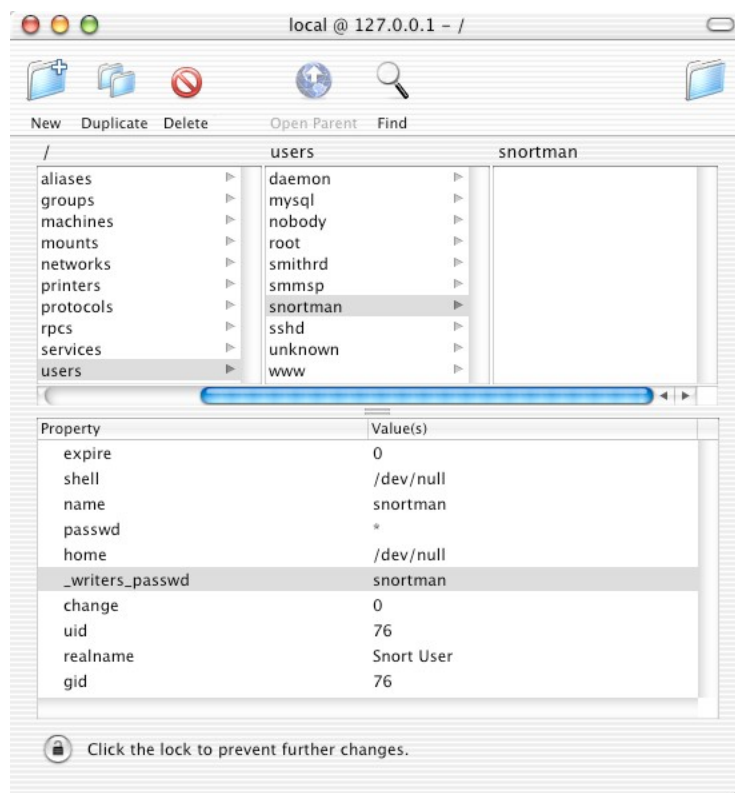 local @ 127.0.0.1 – /
New Duplicate Delete Open Parent Find
/ users snortman
aliases daemon
groups mysql
machines nobody
mounts root
networks smithrd
printers smmsp
protocols snortman
rpcs sshd
services unknown
users www
Property Value(s)
expire 0
shell /dev/null
name snortman
passwd *
home /dev/null
_writers_passwd snortman
change 0
uid 76
realname Snort User
gid 76
Click the lock to prevent further changes.